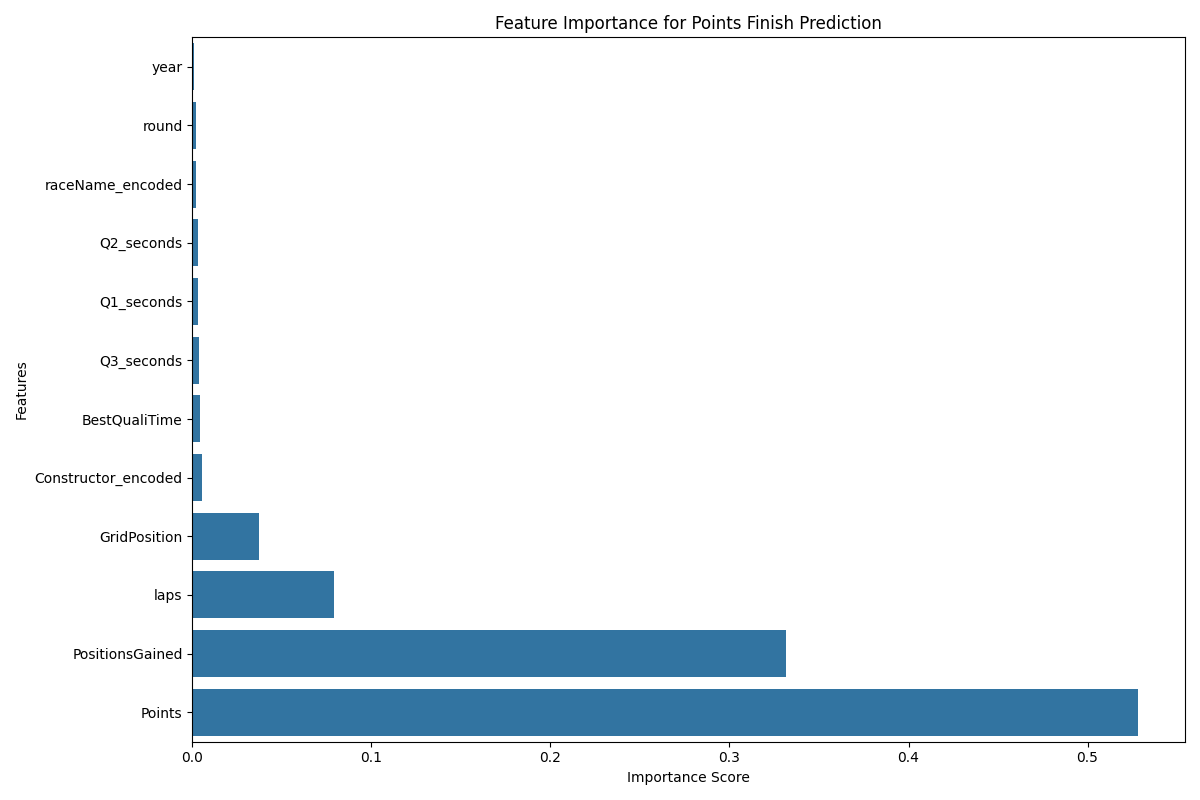 Feature Importance for Points Finish Prediction
year
round
raceName_encoded
Q2_seconds
Q1_seconds
Q3_seconds
BestQualiTime
Constructor_encoded
GridPosition
laps
PositionsGained
Points
Features
0.0 0.1 0.2 0.3 0.4 0.5
Importance Score